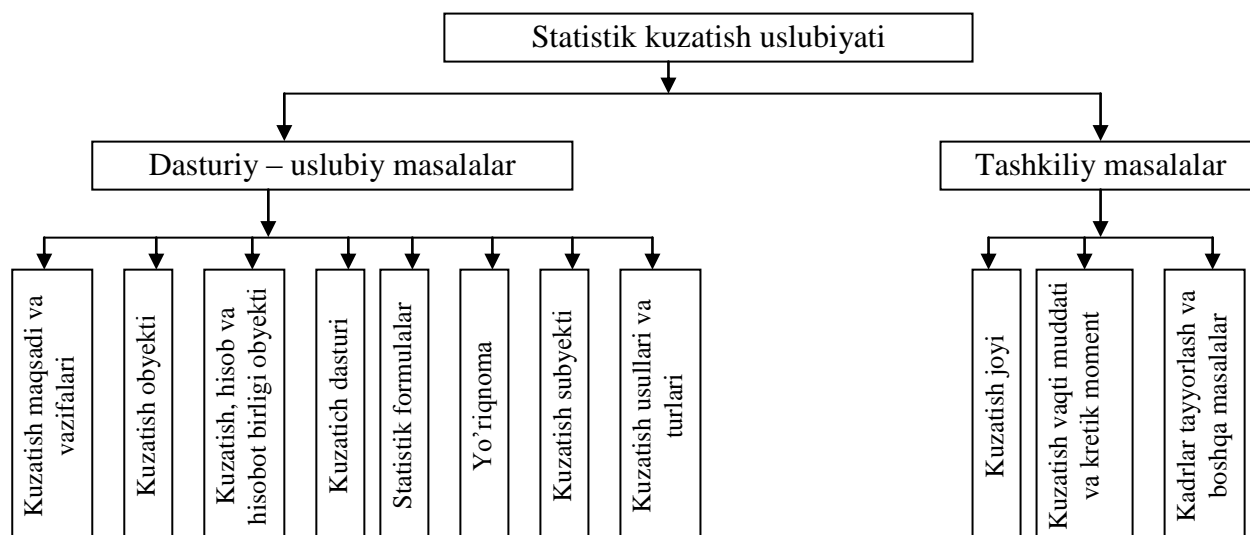 Statistik kuzatish uslubiyati
Dasturiy – uslubiy masalalar
Tashkiliy masalalar
Kuzatish maqsadi va
vazifalari
Kuzatish obyekti
Kuzatish, hisob va
hisobot birligi obyekti
Kuzatich dasturi
Statistik formulalar
Yo’riqnoma
Kuzatish subyekti
Kuzatish usullari va
turlari
Kuzatish joyi
Kuzatish vaqti muddati
va kretik moment
Kadrlar tayyorlash va
boshqa masalalar